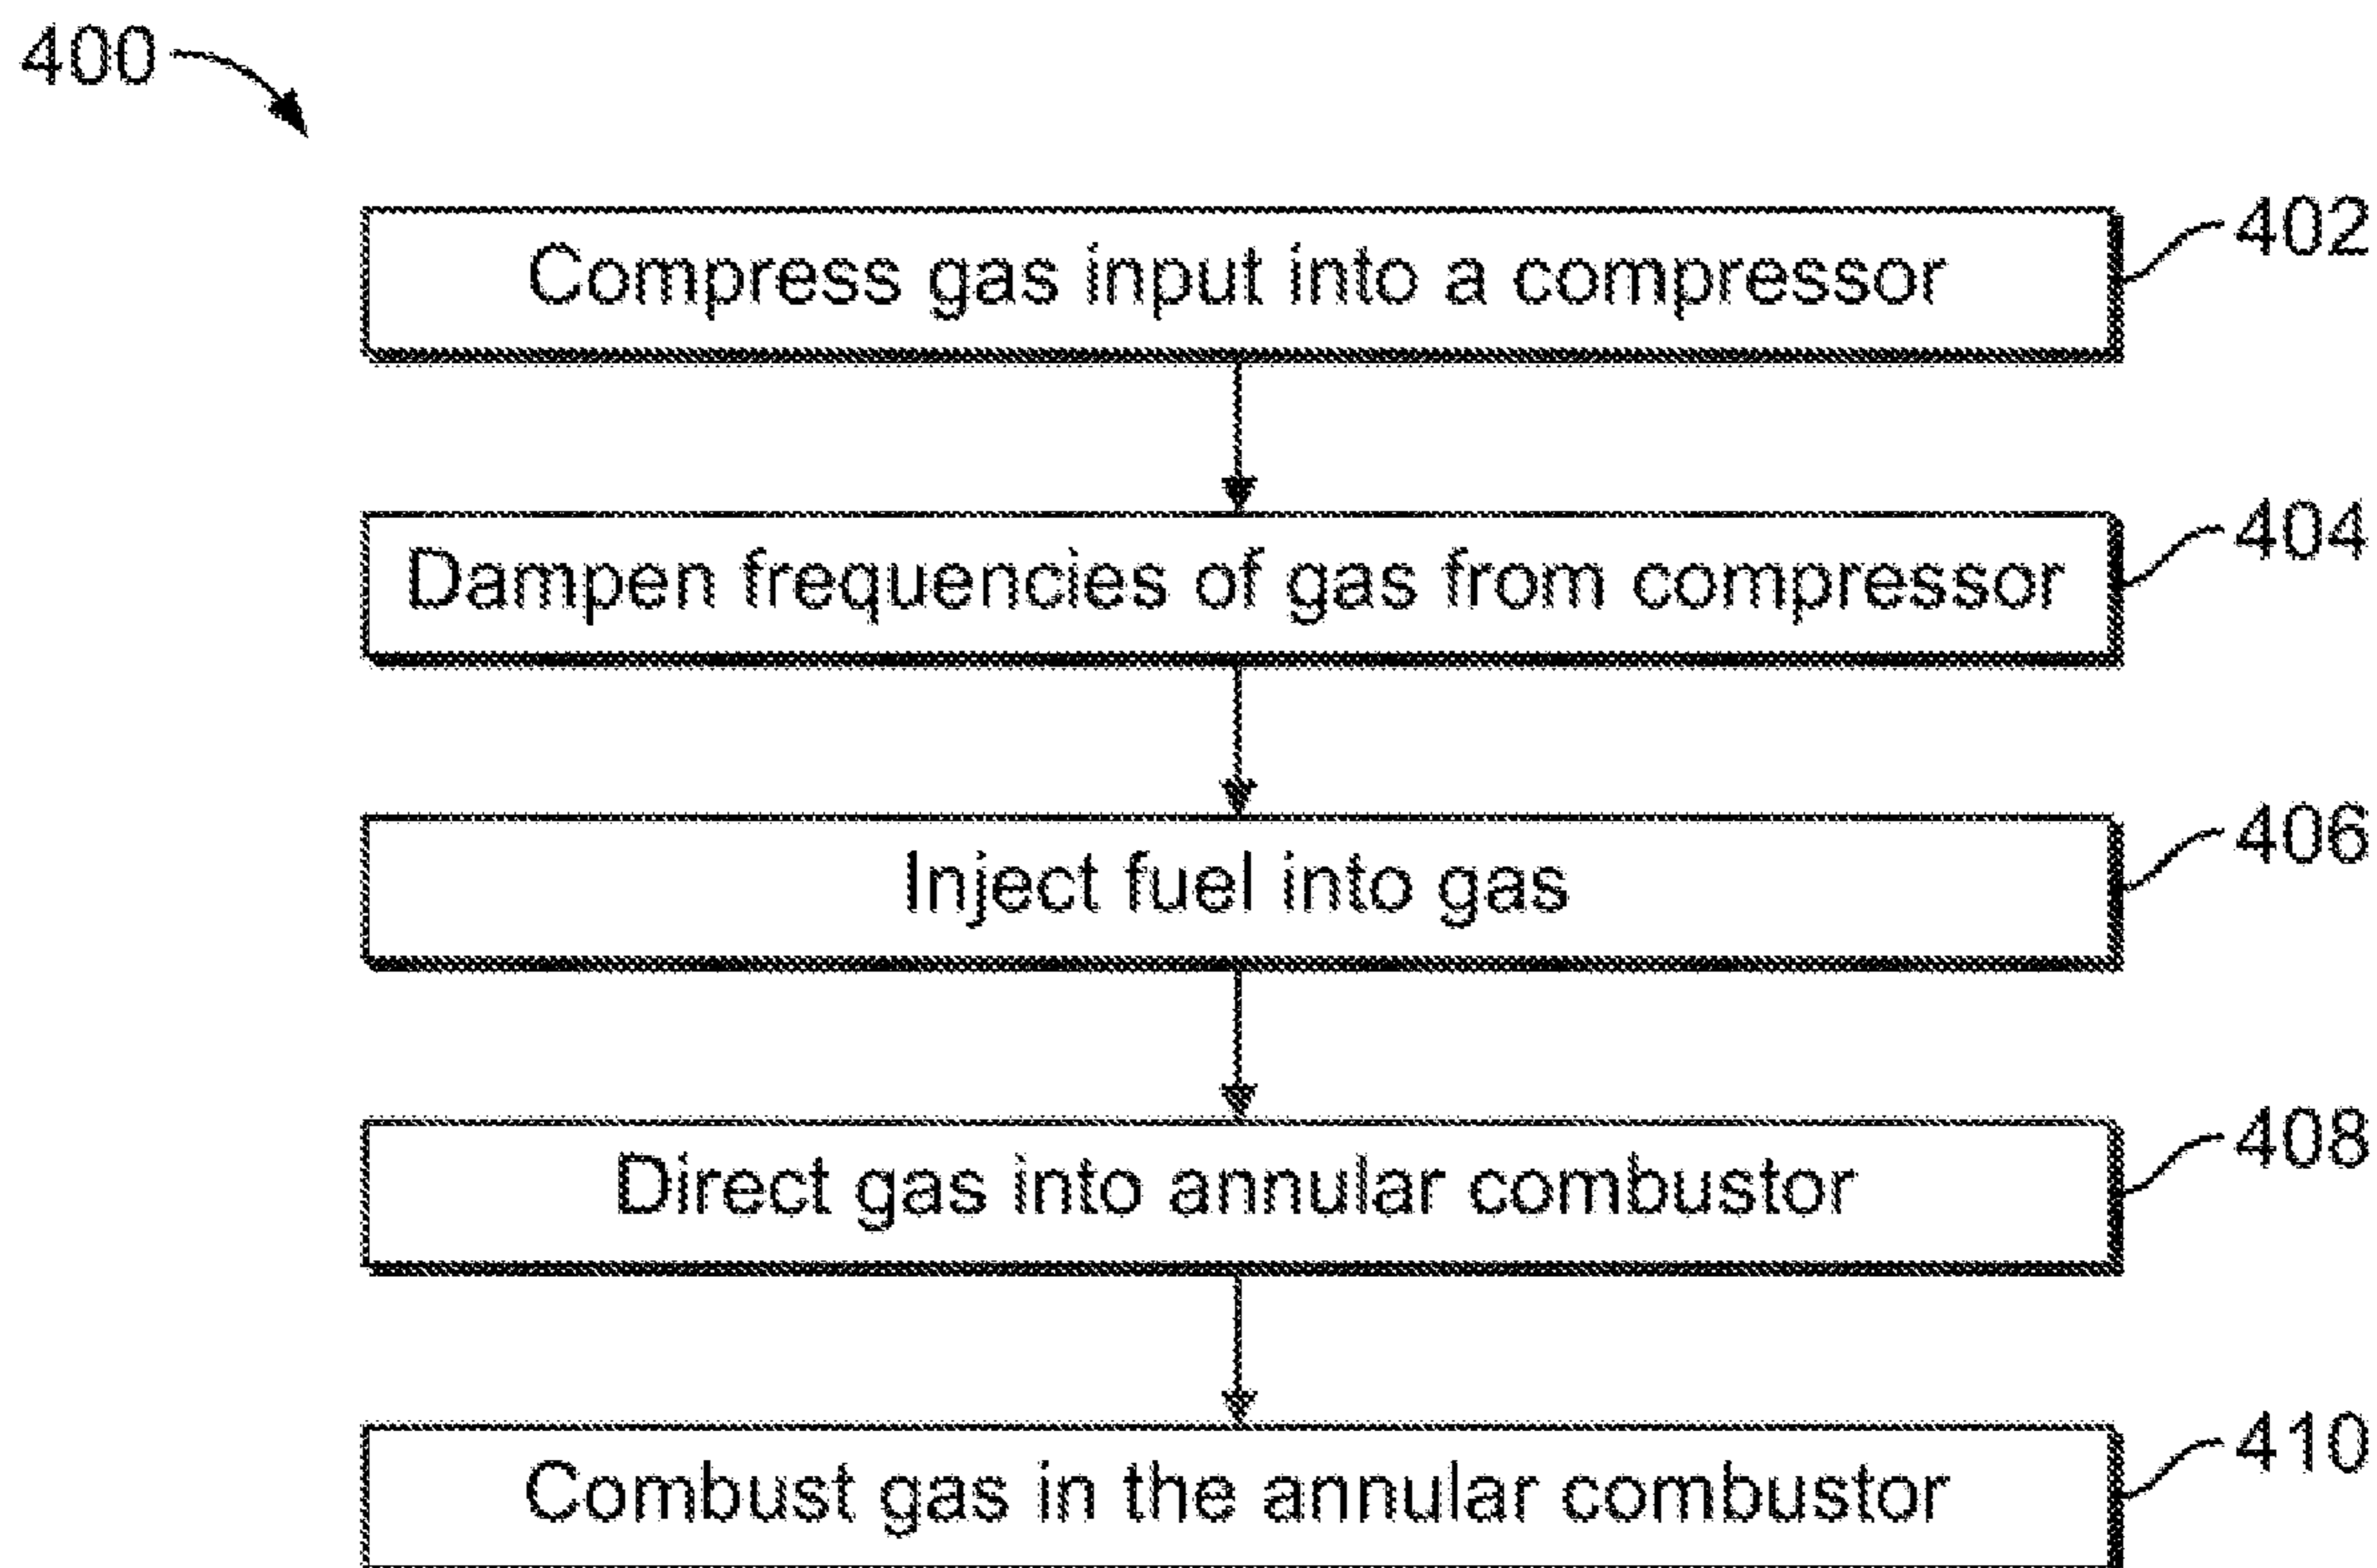 400
Compress gas input into a compressor
402
Dampen frequencies of gas from compressor
404
Inject fuel into gas
406
Direct gas into annular combustor
408
Combust gas in the annular combustor
410